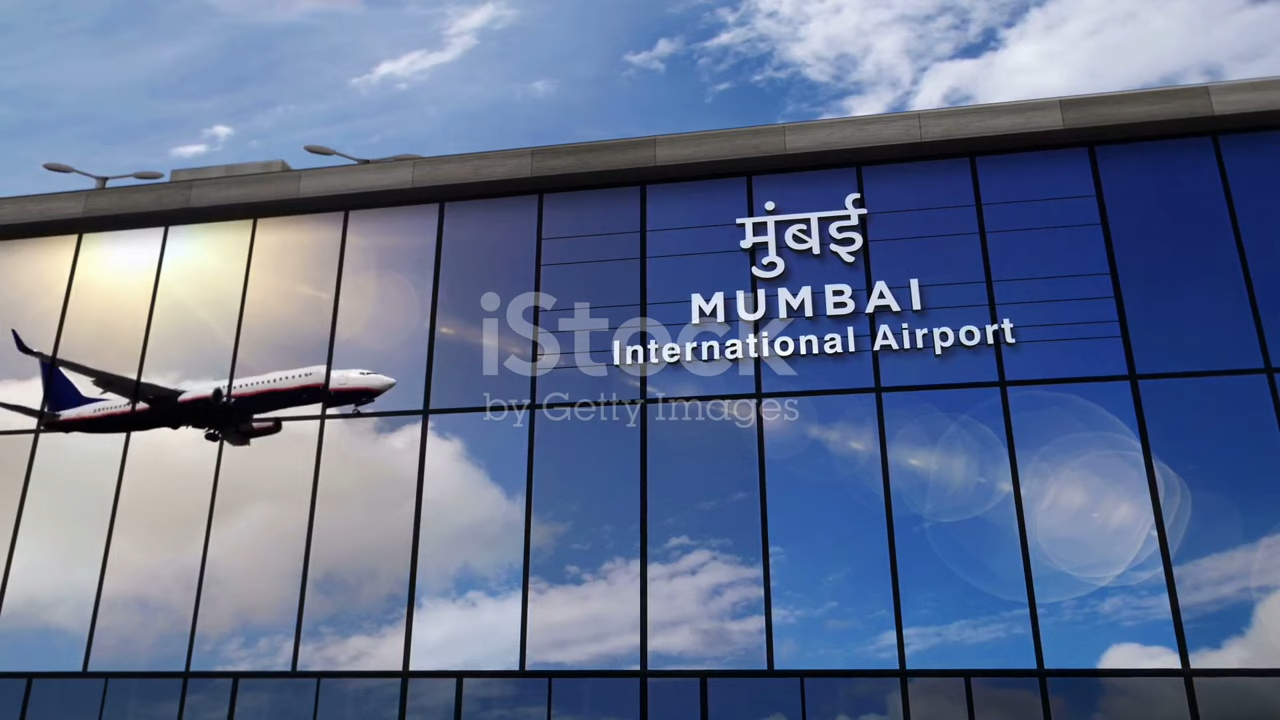 मुंबई
MUMBAI
International Airport
iStock
by Getty Images